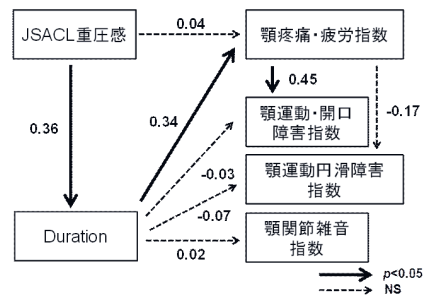 JSACL重圧感
0.04
顎疼痛・疲労指数
0.45
0.36
0.34
-0.17
顎運動・開口
障害指数
-0.03
顎運動円滑障害
指数
-0.07
Duration
0.02
顎関節雑音
指数
p<0.05
NS